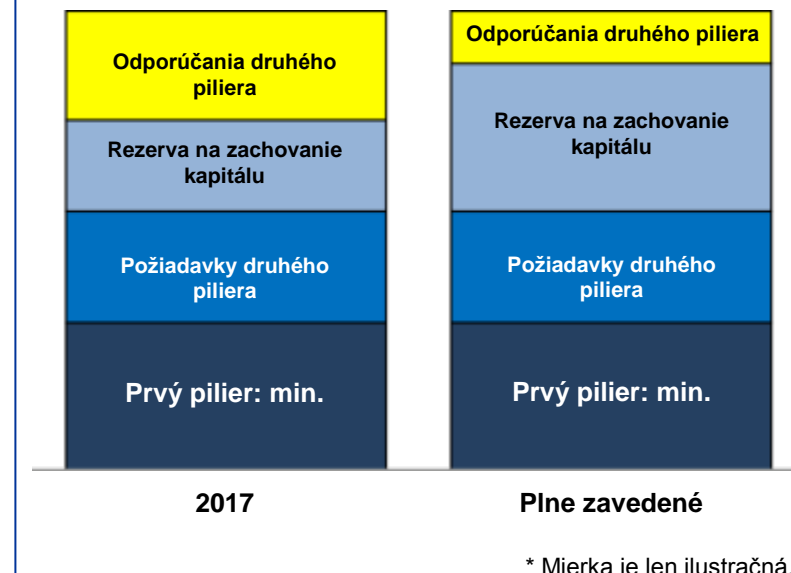 Odporúčania druhého
piliera
Rezerva na zachovanie
kapitálu
Požiadavky druhého
piliera
Prvý pilier: min.
2017
Odporúčania druhého piliera
Rezerva na zachovanie
kapitálu
Požiadavky druhého
piliera
Prvý pilier: min.
Plne zavedené
* Mierka je len ilustračná.